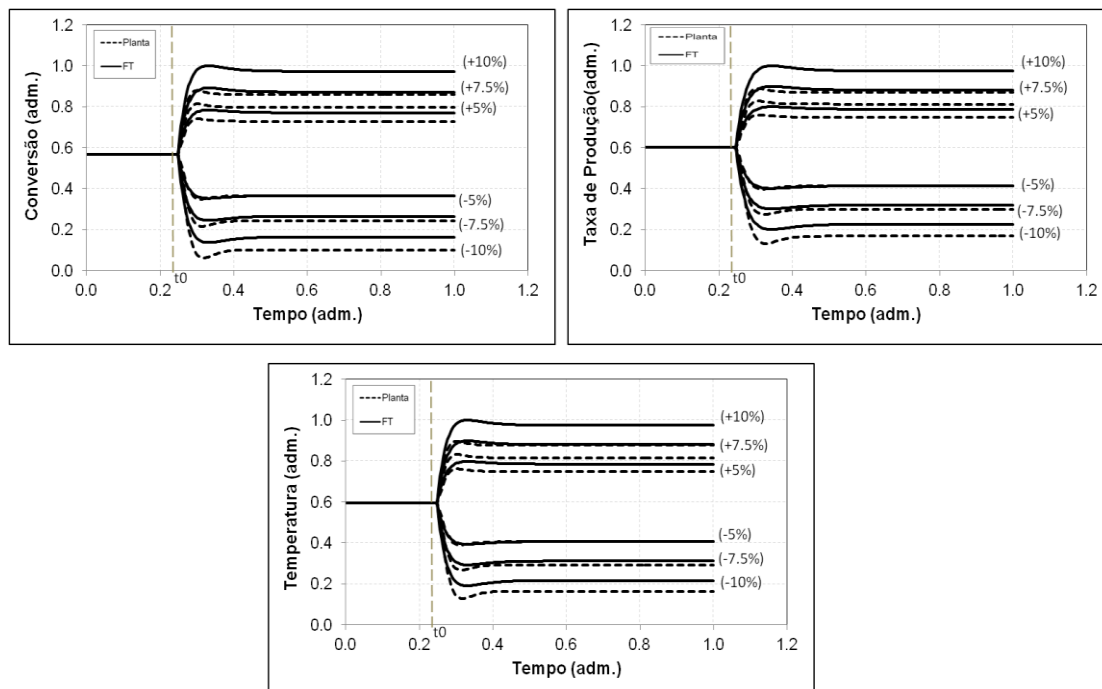 Conversão (adm.)
1.2
1.0
0.8
0.6
0.4
0.2
0.0
Planta
FT
(+10%)
(+7.5%)
(+5%)
(-5%)
(-7.5%)
(-10%)
t0
0.0 0.2 0.4 0.6 0.8 1.0 1.2
Tempo (adm.)
Taxa de Produção(adm.)
1.2
1.0
0.8
0.6
0.4
0.2
0.0
Planta
FT
(+10%)
(+7.5%)
(+5%)
(-5%)
(-7.5%)
(-10%)
t0
0.0 0.2 0.4 0.6 0.8 1.0 1.2
Tempo (adm.)
Temperatura (adm.)
1.2
1.0
0.8
0.6
0.4
0.2
0.0
Planta
FT
(+10%)
(+7.5%)
(+5%)
(-5%)
(-7.5%)
(-10%)
t0
0.0 0.2 0.4 0.6 0.8 1.0 1.2
Tempo (adm.)